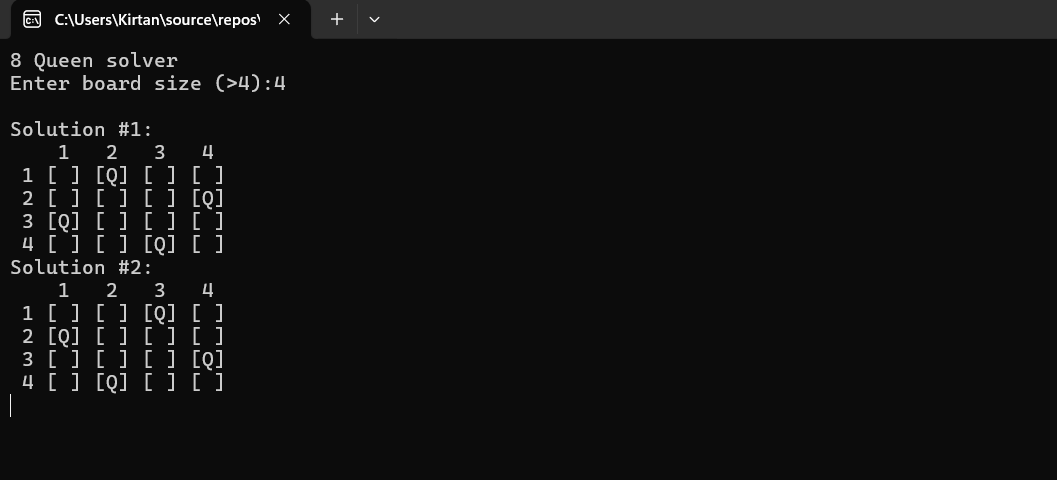 C:\Users\Kirtan\source\repos\
8 Queen solver
Enter board size (>4):4
Solution #1:
    1   2   3   4
 1 [ ] [Q] [ ] [ ]
 2 [ ] [ ] [ ] [Q]
 3 [Q] [ ] [ ] [ ]
 4 [ ] [ ] [Q] [ ]
Solution #2:
    1   2   3   4
 1 [ ] [ ] [Q] [ ]
 2 [Q] [ ] [ ] [ ]
 3 [ ] [ ] [ ] [Q]
 4 [ ] [Q] [ ] [ ]